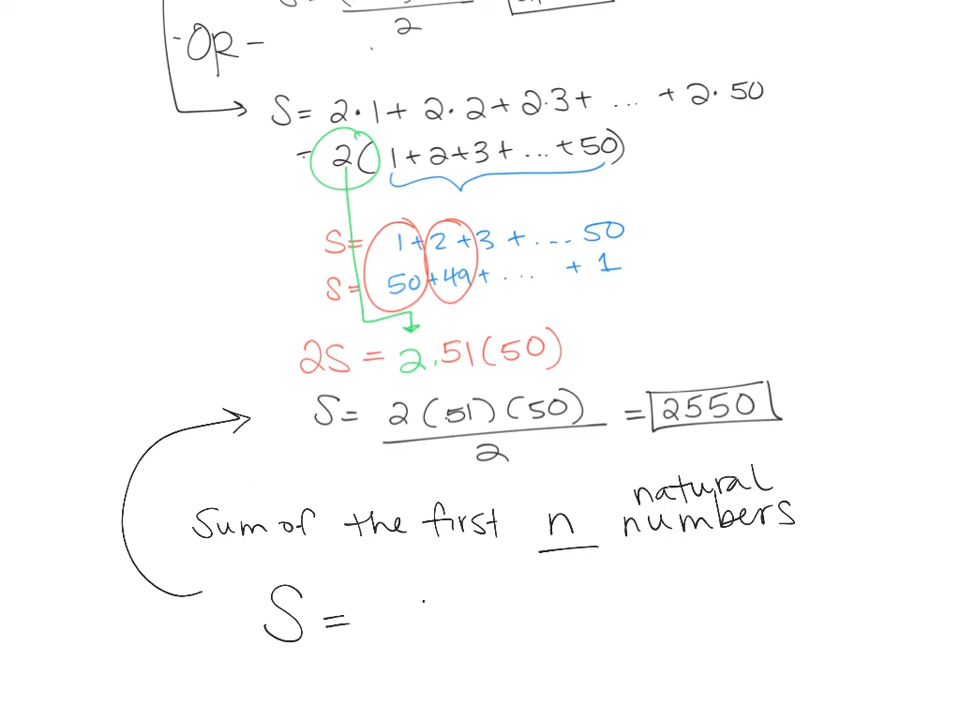 2
-OR-
S= 2·1+ 2·2+ 2·3+ ... + 2·50
= 2( 1+2+3+...+50)
S= 1+2+3+....50
S= 50+49+... +1
2S = 2.51(50)
S= 2(51)(50) = 2550
2
Sum of the first n natural numbers
S =